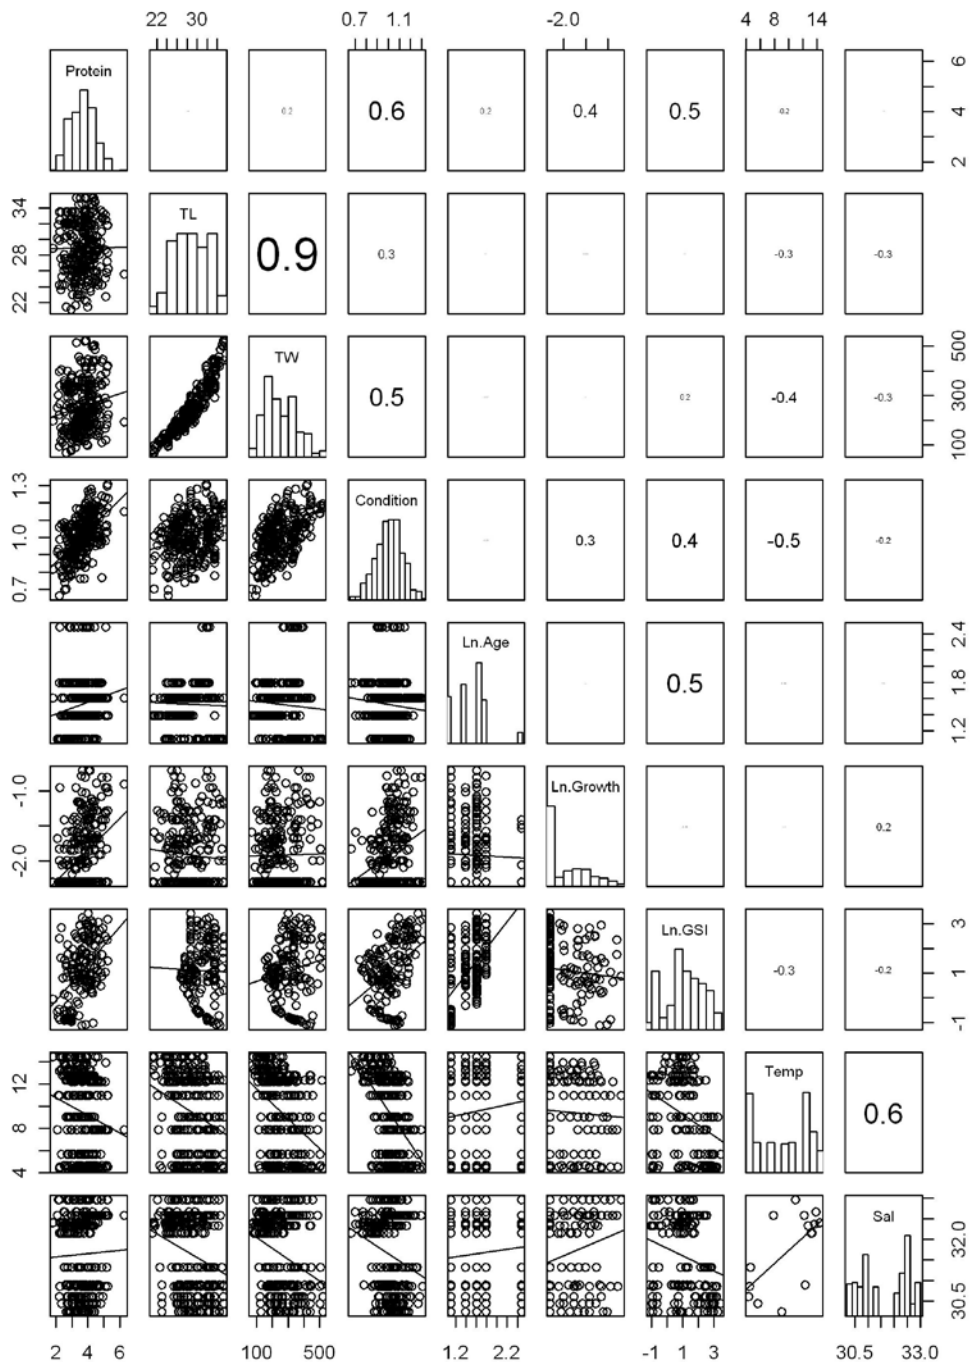 22 30 0.7 1.1 -2.0 4 8 14
Protein 0.2 0.6 0.2 0.4 0.5 -0.2 2 4 6
22 28 34 TL 0.9 0.3 -0.3 -0.3
TW 0.5 0.2 -0.4 -0.3 100 300 500
0.7 1.0 1.3 Condition 0.3 0.4 -0.5 -0.2
Ln.Age 0.5 1.2 1.8 2.4
-2.0 -1.0 Ln.Growth 0.2
Ln.GSI -0.3 -0.2 -1 1 3
4 8 12 Temp 0.6
Sal 30.5 32.0
2 4 6 100 500 1.2 2.2 -1 1 3 30.5 33.0